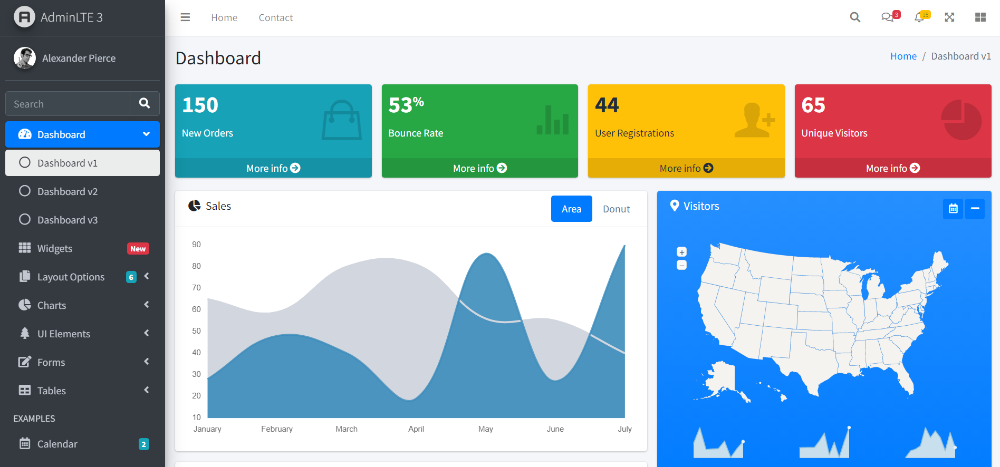 AdminLTE 3
Alexander Pierce
Search
Dashboard
Dashboard v1
Dashboard v2
Dashboard v3
Widgets New
Layout Options 6
Charts
UI Elements
Forms
Tables
EXAMPLES
Calendar 2
Home Contact
3
15
Dashboard
Home / Dashboard v1
150
New Orders
More info
53%
Bounce Rate
More info
44
User Registrations
More info
65
Unique Visitors
More info
Sales
Area Donut
90
80
70
60
50
40
30
20
10
January February March April May June July
Visitors
+
−